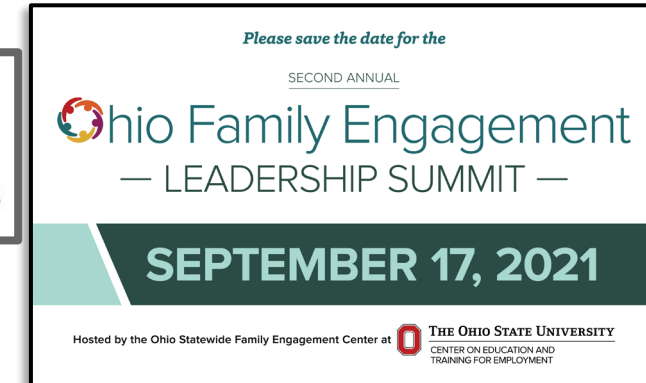 Please save the date for the
SECOND ANNUAL
Ohio Family Engagement
— LEADERSHIP SUMMIT —
SEPTEMBER 17, 2021
Hosted by the Ohio Statewide Family Engagement Center at
THE OHIO STATE UNIVERSITY
CENTER ON EDUCATION AND
TRAINING FOR EMPLOYMENT